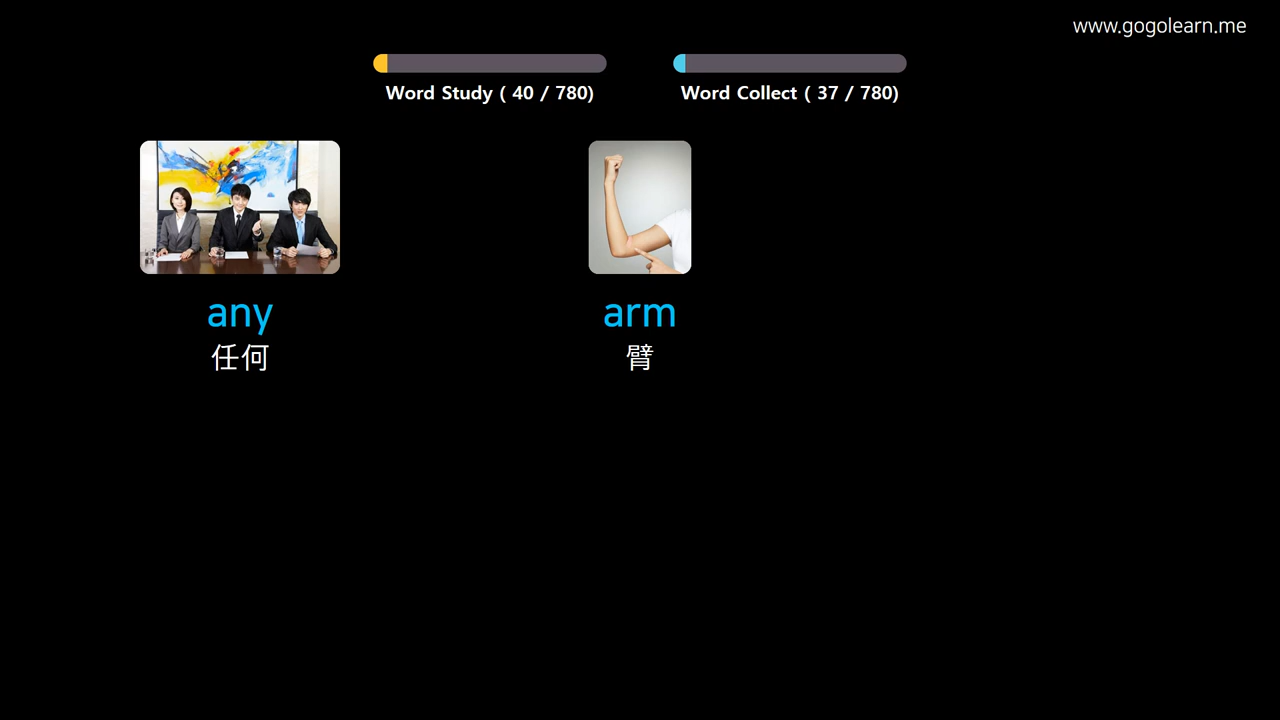 www.gogolearn.me
Word Study ( 40 / 780)
Word Collect ( 37 / 780)
any
任何
arm
臂